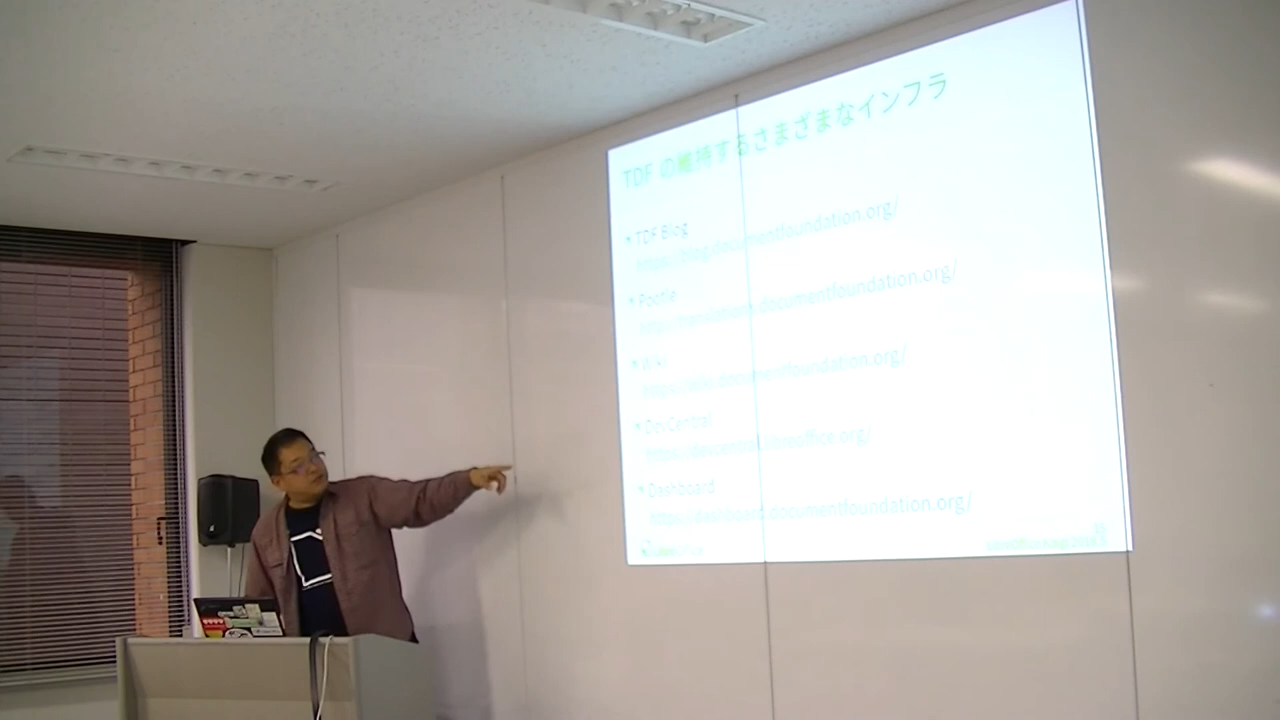 TDF の維持するさまざまなインフラ
TDF Blog
https://blog.documentfoundation.org/
Pootle
https://translations.documentfoundation.org/
Wiki
https://wiki.documentfoundation.org/
DevCentral
https://devcentral.libreoffice.org/
Dashboard
https://dashboard.documentfoundation.org/
LibreOffice